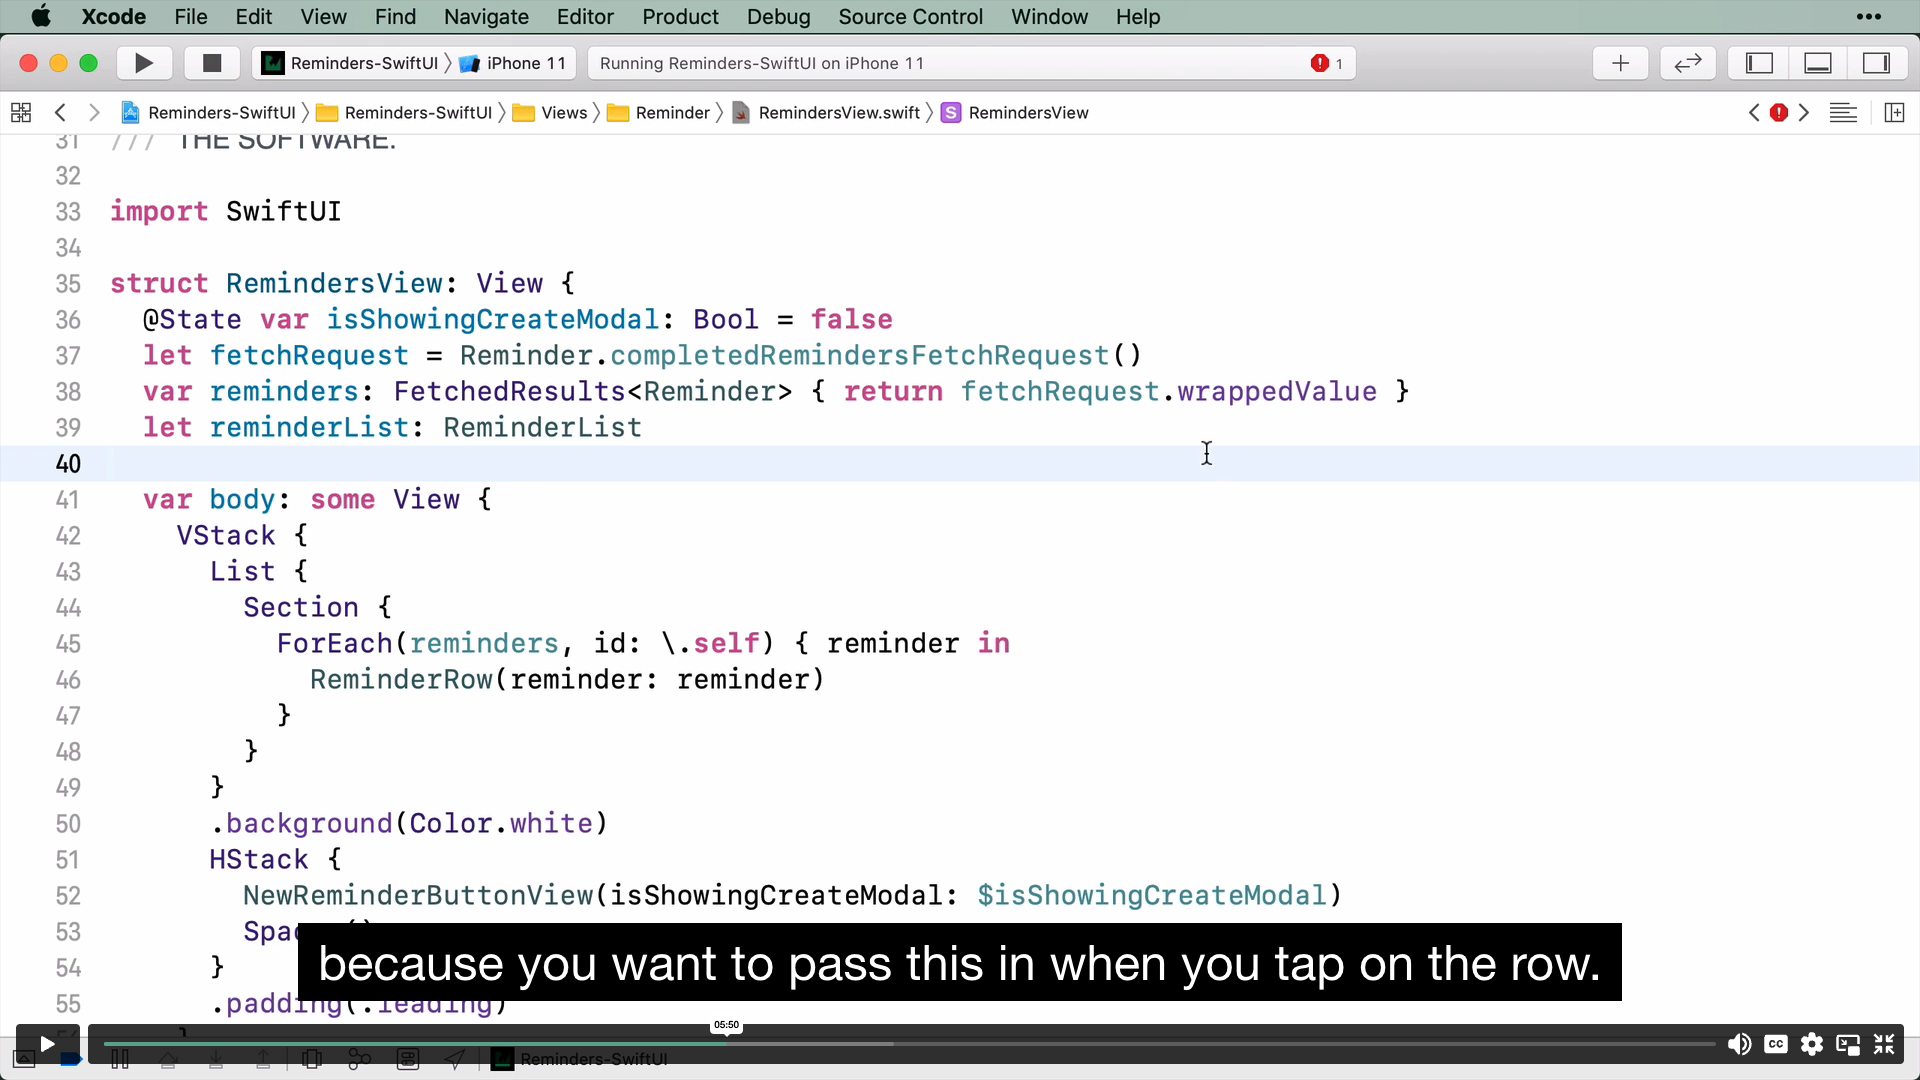 Xcode File Edit View Find Navigate Editor Product Debug Source Control Window Help •••
Reminders-SwiftUI 〉 iPhone 11 Running Reminders-SwiftUI on iPhone 11 1
Reminders-SwiftUI 〉 Reminders-SwiftUI 〉 Views 〉 Reminder 〉 RemindersView.swift 〉 S RemindersView
31 /// THE SOFTWARE.
32
33 import SwiftUI
34
35 struct RemindersView: View {
36 @State var isShowingCreateModal: Bool = false
37 let fetchRequest = Reminder.completedRemindersFetchRequest()
38 var reminders: FetchedResults<Reminder> { return fetchRequest.wrappedValue }
39 let reminderList: ReminderList
40
41 var body: some View {
42 VStack {
43 List {
44 Section {
45 ForEach(reminders, id: \.self) { reminder in
46 ReminderRow(reminder: reminder)
47 }
48 }
49 }
50 .background(Color.white)
51 HStack {
52 NewReminderButtonView(isShowingCreateModal: $isShowingCreateModal)
53
54 }
55 .padding(.leading)
because you want to pass this in when you tap on the row.
05:50
CC
Reminders-SwiftUI